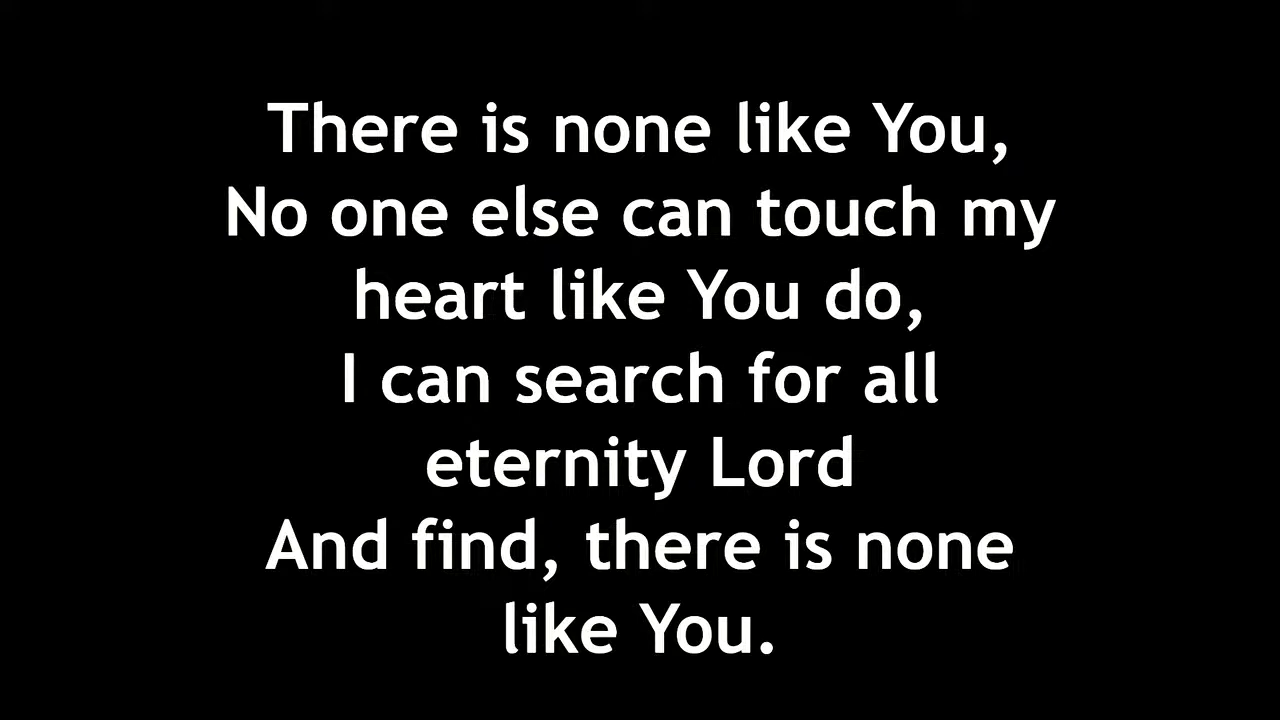 There is none like You,
No one else can touch my
heart like You do,
I can search for all
eternity Lord
And find, there is none
like You.